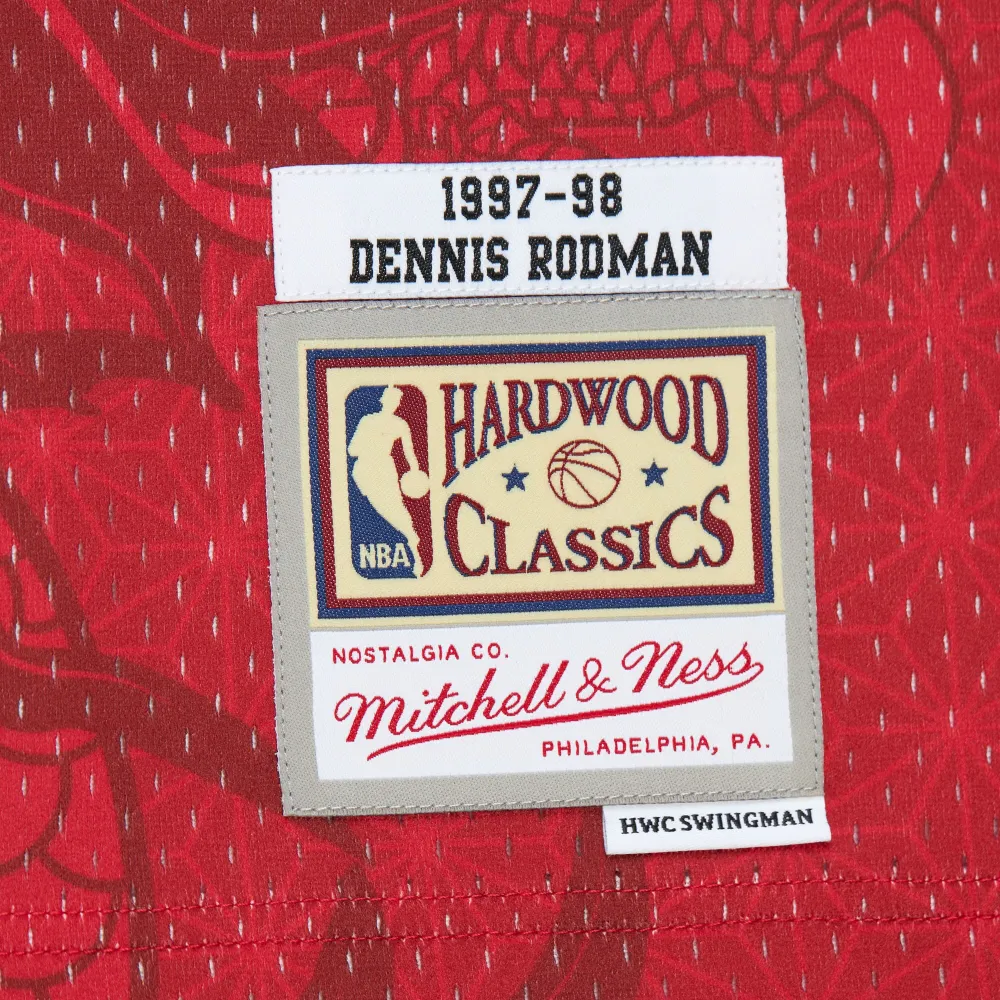 1997-98
DENNIS RODMAN
HARDWOOD
CLASSICS
NBA
NOSTALGIA CO.
Mitchell & Ness
PHILADELPHIA, PA.
HWC SWINGMAN